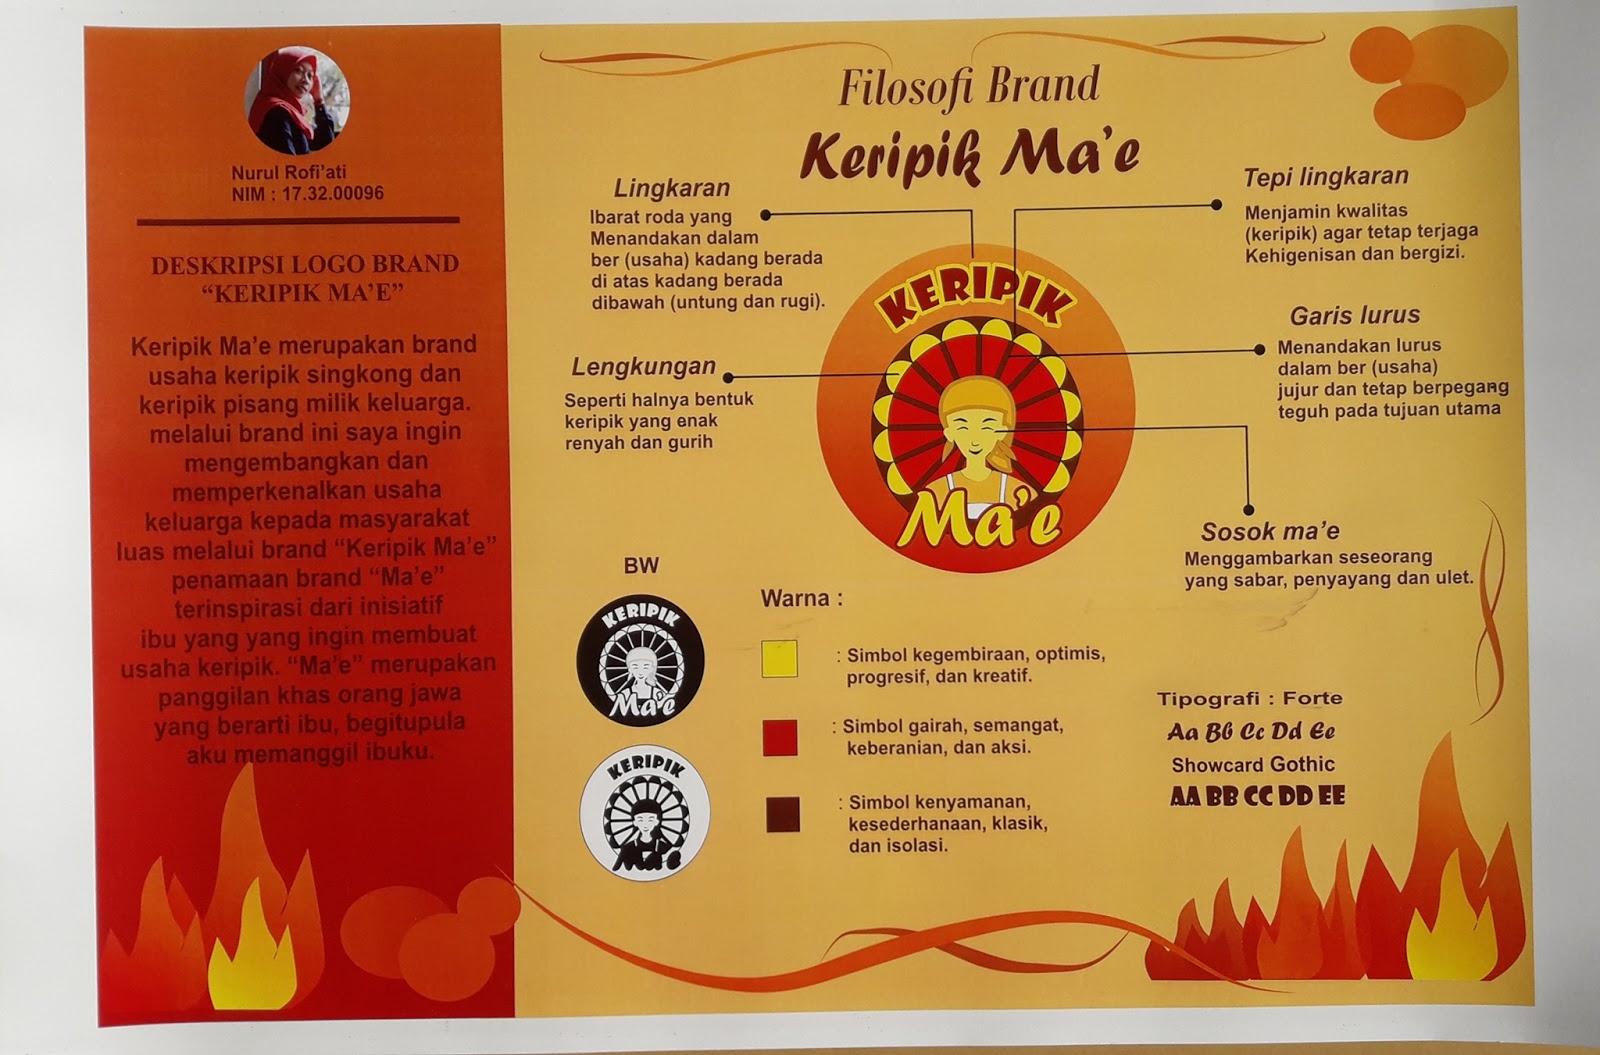 Nurul Rofi'ati
NIM : 17.32.00096
DESKRIPSI LOGO BRAND
“KERIPIK MA’E”
Keripik Ma’e merupakan brand
usaha keripik singkong dan
keripik pisang milik keluarga.
melalui brand ini saya ingin
mengembangkan dan
memperkenalkan usaha
keluarga kepada masyarakat
luas melalui brand “Keripik Ma’e”
penamaan brand “Ma’e”
terinspirasi dari inisiatif
ibu yang yang ingin membuat
usaha keripik. “Ma’e” merupakan
panggilan khas orang jawa
yang berarti ibu, begitupula
aku memanggil ibuku.
Filosofi Brand
Keripik Ma’e
Lingkaran
Ibarat roda yang
Menandakan dalam
ber (usaha) kadang berada
di atas kadang berada
dibawah (untung dan rugi).
Lengkungan
Seperti halnya bentuk
keripik yang enak
renyah dan gurih
KERIPIK
Ma’e
Tepi lingkaran
Menjamin kwalitas
(keripik) agar tetap terjaga
Kehigenisan dan bergizi.
Garis lurus
Menandakan lurus
dalam ber (usaha)
jujur dan tetap berpegang
teguh pada tujuan utama
Sosok ma’e
Menggambarkan seseorang
yang sabar, penyayang dan ulet.
BW
KERIPIK
Ma’e
KERIPIK
Ma’e
Warna :
: Simbol kegembiraan, optimis,
progresif, dan kreatif.
: Simbol gairah, semangat,
keberanian, dan aksi.
: Simbol kenyamanan,
kesederhanaan, klasik,
dan isolasi.
Tipografi : Forte
Aa Bb Cc Dd Ee
Showcard Gothic
AA BB CC DD EE